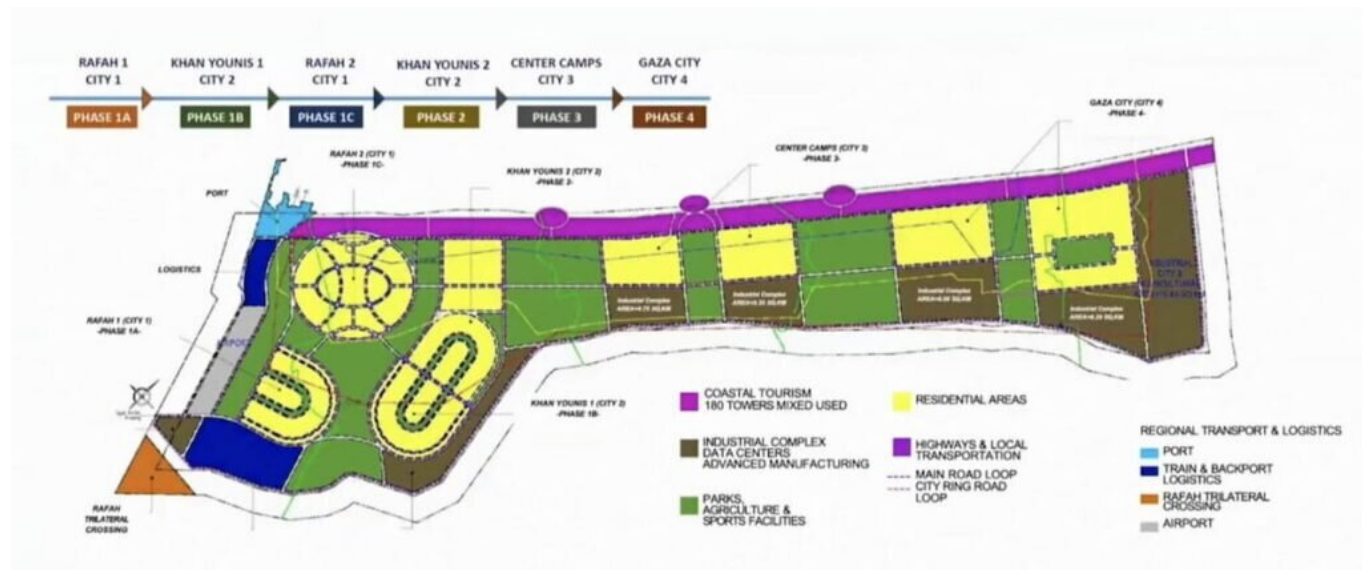 RAFAH 1
CITY 1
KHAN YOUNIS 1
CITY 2
RAFAH 2
CITY 1
KHAN YOUNIS 2
CITY 2
CENTER CAMPS
CITY 3
GAZA CITY
CITY 4
PHASE 1A
PHASE 1B
PHASE 1C
PHASE 2
PHASE 3
PHASE 4
GAZA CITY (CITY 4)
-PHASE 4-
CENTER CAMPS (CITY 3)
-PHASE 3-
RAFAH 2 (CITY 1)
-PHASE 1C-
KHAN YOUNIS 2 (CITY 2)
-PHASE 2-
PORT
LOGISTICS
RAFAH 1 (CITY 1)
-PHASE 1A-
AIRPORT
Industrial Complex
Industrial Complex
Industrial Complex
Industrial Complex
KHAN YOUNIS 1 (CITY 2)
-PHASE 1B-
RAFAH
TRILATERAL
CROSSING
COASTAL TOURISM
180 TOWERS MIXED USED
INDUSTRIAL COMPLEX
DATA CENTERS
ADVANCED MANUFACTURING
PARKS,
AGRICULTURE &
SPORTS FACILITIES
RESIDENTIAL AREAS
HIGHWAYS & LOCAL
TRANSPORTATION
MAIN ROAD LOOP
CITY RING ROAD
LOOP
REGIONAL TRANSPORT & LOGISTICS
PORT
TRAIN & BACKPORT
LOGISTICS
RAFAH TRILATERAL
CROSSING
AIRPORT